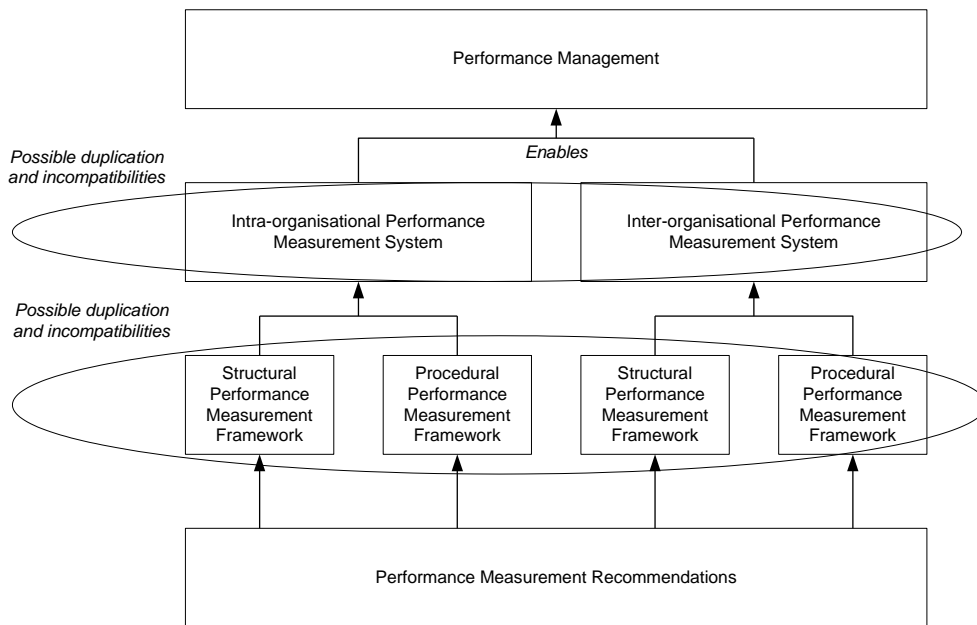 Performance Management
Enables
Possible duplication
and incompatibilities
Intra-organisational Performance
Measurement System
Inter-organisational Performance
Measurement System
Possible duplication
and incompatibilities
Structural
Performance
Measurement
Framework
Procedural
Performance
Measurement
Framework
Structural
Performance
Measurement
Framework
Procedural
Performance
Measurement
Framework
Performance Measurement Recommendations